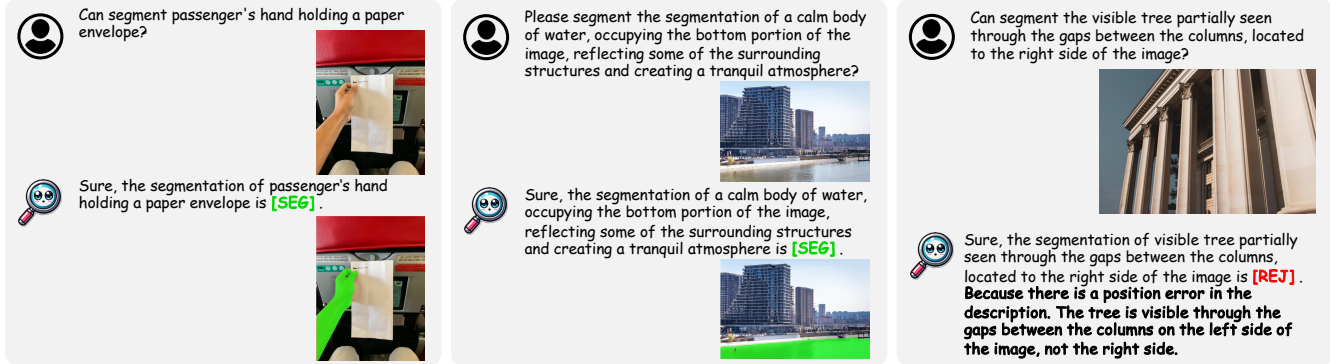 Can segment passenger's hand holding a paper
envelope?
Sure, the segmentation of passenger's hand
holding a paper envelope is [SEG] .
Please segment the segmentation of a calm body
of water, occupying the bottom portion of the
image, reflecting some of the surrounding
structures and creating a tranquil atmosphere?
Sure, the segmentation of a calm body of water,
occupying the bottom portion of the image,
reflecting some of the surrounding structures
and creating a tranquil atmosphere is [SEG] .
Can segment the visible tree partially seen
through the gaps between the columns, located
to the right side of the image?
Sure, the segmentation of visible tree partially
seen through the gaps between the columns,
located to the right side of the image is [REJ] .
Because there is a position error in the
description. The tree is visible through the
gaps between the columns on the left side of
the image, not the right side.